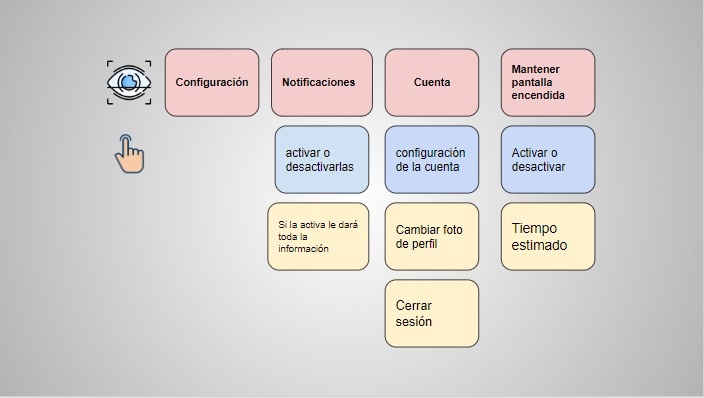 Configuración
Notificaciones
Cuenta
Mantener
pantalla
encendida
activar o
desactivarlas
configuración
de la cuenta
Activar o
desactivar
Si la activa le dará
toda la
información
Cambiar foto
de perfil
Tiempo
estimado
Cerrar
sesión